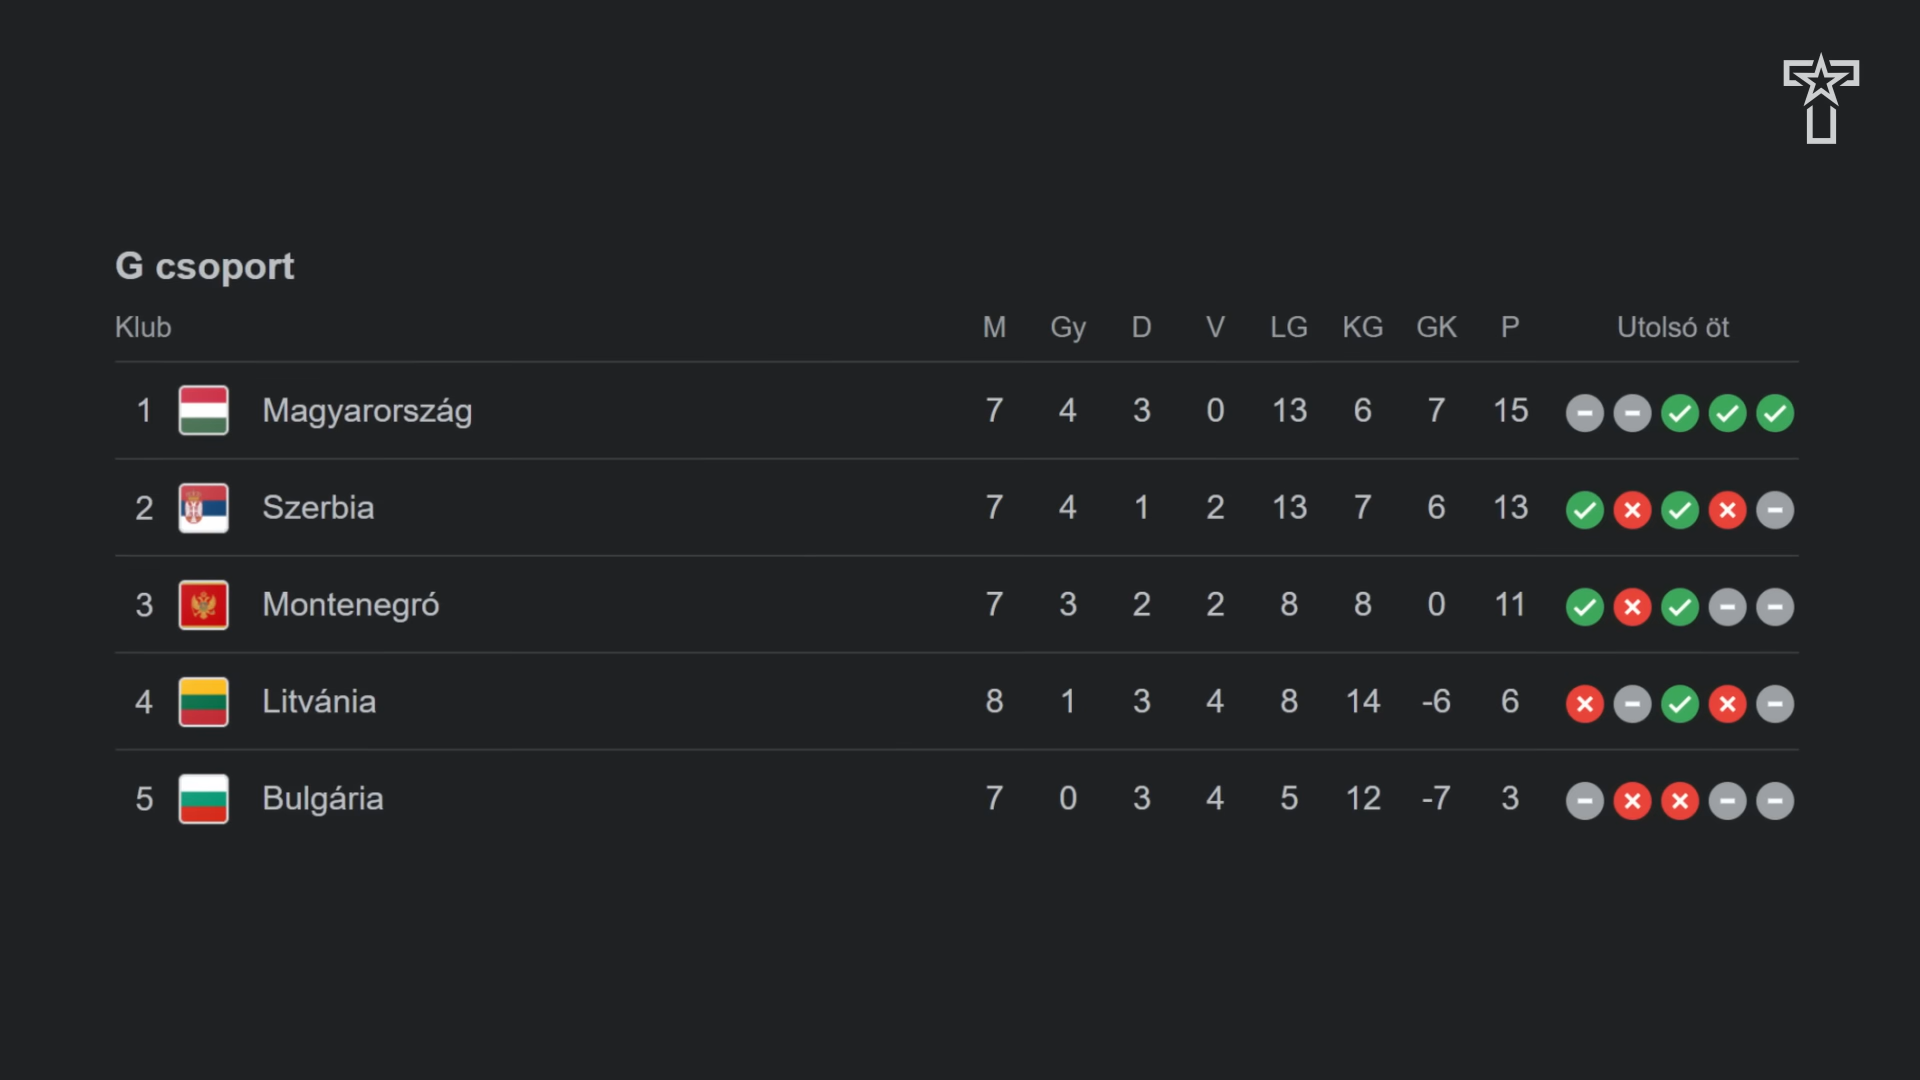 G csoport
Klub M Gy D V LG KG GK P Utolsó öt
1 Magyarország 7 4 3 0 13 6 7 15
2 Szerbia 7 4 1 2 13 7 6 13
3 Montenegró 7 3 2 2 8 8 0 11
4 Litvánia 8 1 3 4 8 14 -6 6
5 Bulgária 7 0 3 4 5 12 -7 3